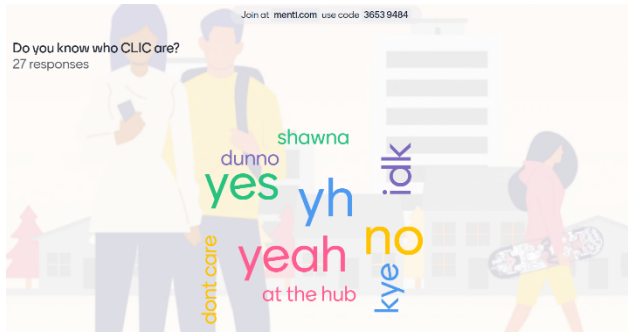 Join at menti.com use code 3653 9484
Do you know who CLIC are?
27 responses
shawna
dunno
idk
yes
yh
no
yeah
dont care
kye
at the hub